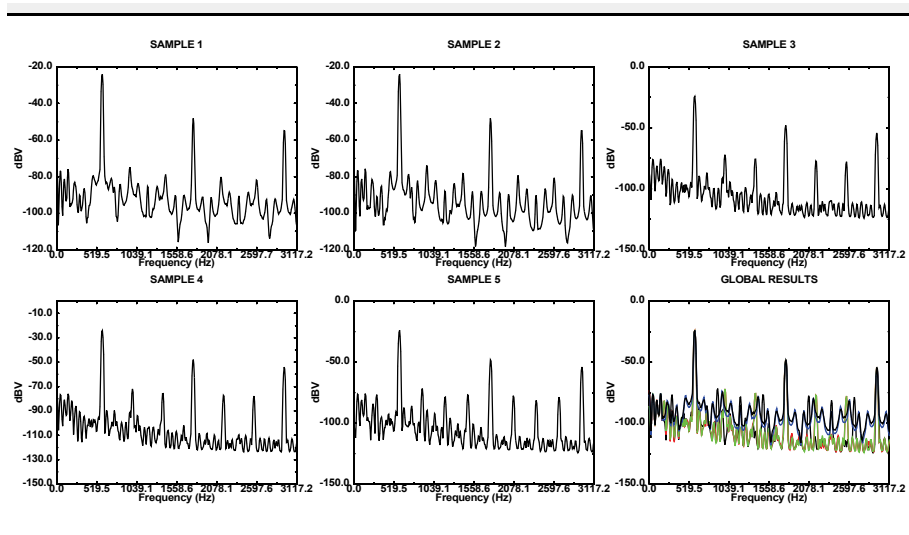 SAMPLE 1
-20.0
-40.0
-60.0
-80.0
-100.0
-120.0
dBV
0.0 519.5 1039.1 1558.6 2078.1 2597.6 3117.2
Frequency (Hz)
SAMPLE 2
-20.0
-40.0
-60.0
-80.0
-100.0
-120.0
dBV
0.0 519.5 1039.1 1558.6 2078.1 2597.6 3117.2
Frequency (Hz)
SAMPLE 3
0.0
-50.0
-100.0
-150.0
dBV
0.0 519.5 1039.1 1558.6 2078.1 2597.6 3117.2
Frequency (Hz)
SAMPLE 4
-10.0
-30.0
-50.0
-70.0
-90.0
-110.0
-130.0
-150.0
dBV
0.0 519.5 1039.1 1558.6 2078.1 2597.6 3117.2
Frequency (Hz)
SAMPLE 5
0.0
-50.0
-100.0
-150.0
dBV
0.0 519.5 1039.1 1558.6 2078.1 2597.6 3117.2
Frequency (Hz)
GLOBAL RESULTS
0.0
-50.0
-100.0
-150.0
dBV
0.0 519.5 1039.1 1558.6 2078.1 2597.6 3117.2
Frequency (Hz)